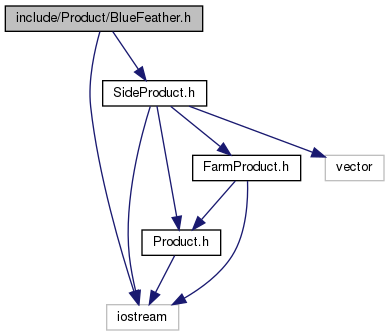 include/Product/BlueFeather.h
SideProduct.h
FarmProduct.h
vector
Product.h
iostream